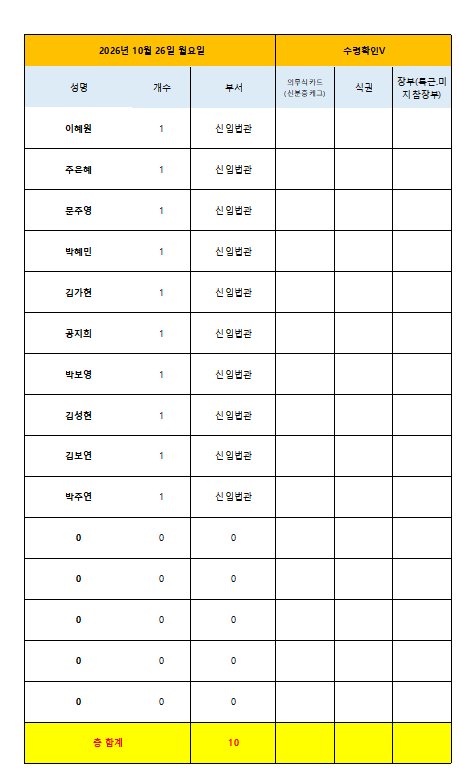 2026년 10월 26일 월요일 수령확인V
성명 개수 부서 의무식카드 식권 장부(특근.미
(신분증케그) 지참장부)
이혜원 1 신임법관
주은혜 1 신임법관
문주영 1 신임법관
박혜민 1 신임법관
김가현 1 신임법관
공지희 1 신임법관
박보영 1 신임법관
김성현 1 신임법관
김보연 1 신임법관
박주연 1 신임법관
0 0 0
0 0 0
0 0 0
0 0 0
0 0 0
총 합계 10